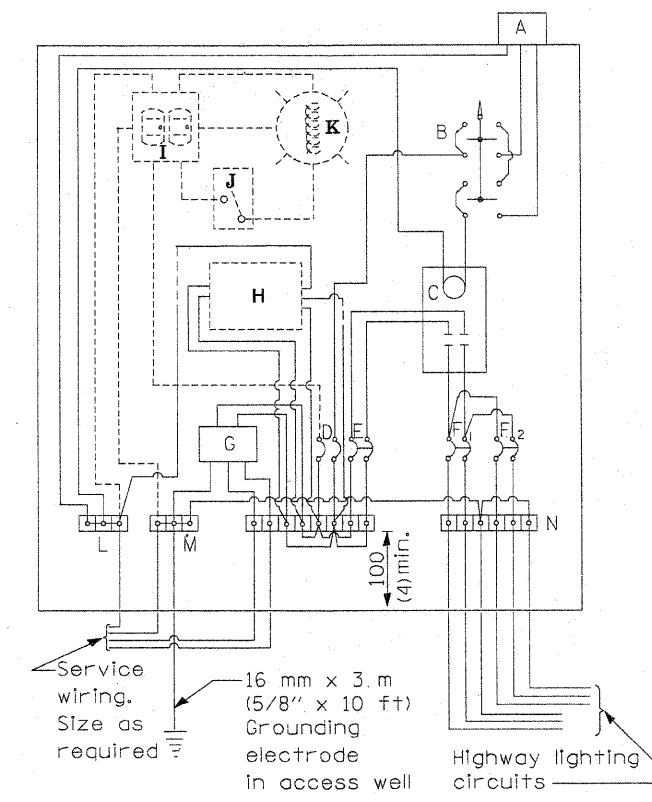 A
B
K
I
J
C
H
D
E
F 1
F 2
G
L
M
N
100
(4) min.
Service
wiring.
Size as
required
16 mm x 3. m
(5/8" x 10 ft)
Grounding
electrode
in access well
Highway lighting
circuits